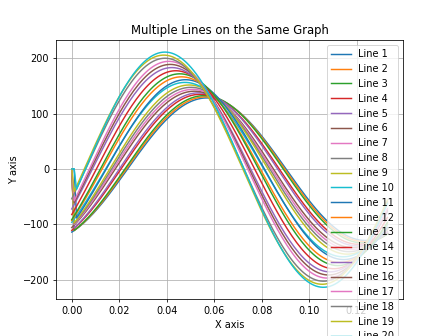 Multiple Lines on the Same Graph
Y axis
200
100
0
−100
−200
0.00
0.02
0.04
0.06
0.08
0.10
X axis
Line 1
Line 2
Line 3
Line 4
Line 5
Line 6
Line 7
Line 8
Line 9
Line 10
Line 11
Line 12
Line 13
Line 14
Line 15
Line 16
Line 17
Line 18
Line 19
Line 20